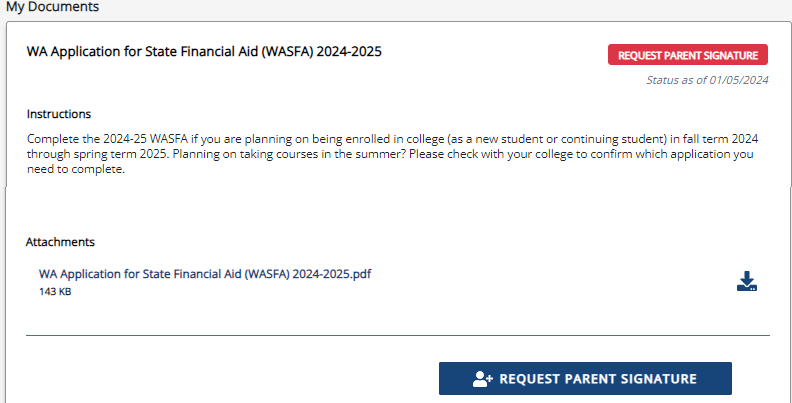 My Documents
WA Application for State Financial Aid (WASFA) 2024-2025
REQUEST PARENT SIGNATURE
Status as of 01/05/2024
Instructions
Complete the 2024-25 WASFA if you are planning on being enrolled in college (as a new student or continuing student) in fall term 2024
through spring term 2025. Planning on taking courses in the summer? Please check with your college to confirm which application you
need to complete.
Attachments
WA Application for State Financial Aid (WASFA) 2024-2025.pdf
143 KB
REQUEST PARENT SIGNATURE